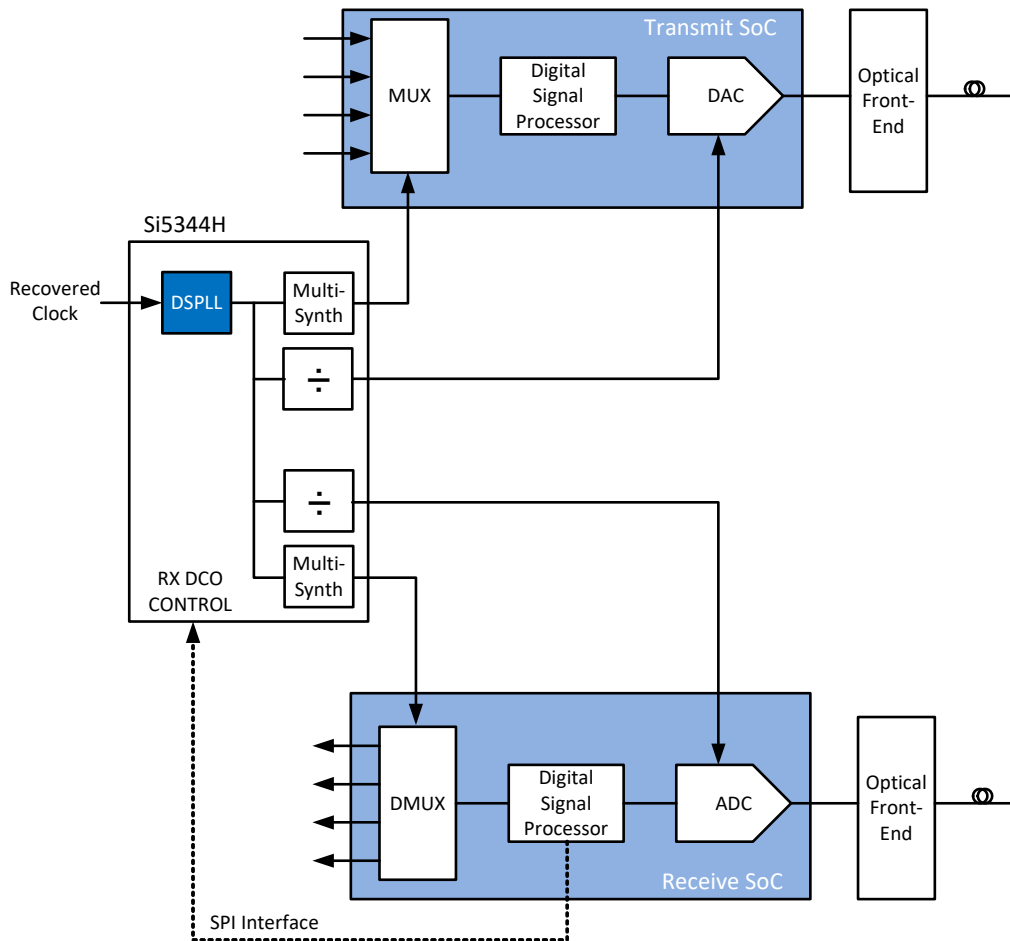 Transmit SoC
MUX
Digital
Signal
Processor
DAC
Optical
Front-
End
Si5344H
Recovered
Clock
DSPLL
Multi-
Synth
÷
÷
Multi-
Synth
RX DCO
CONTROL
DMUX
Digital
Signal
Processor
ADC
Optical
Front-
End
Receive SoC
SPI Interface